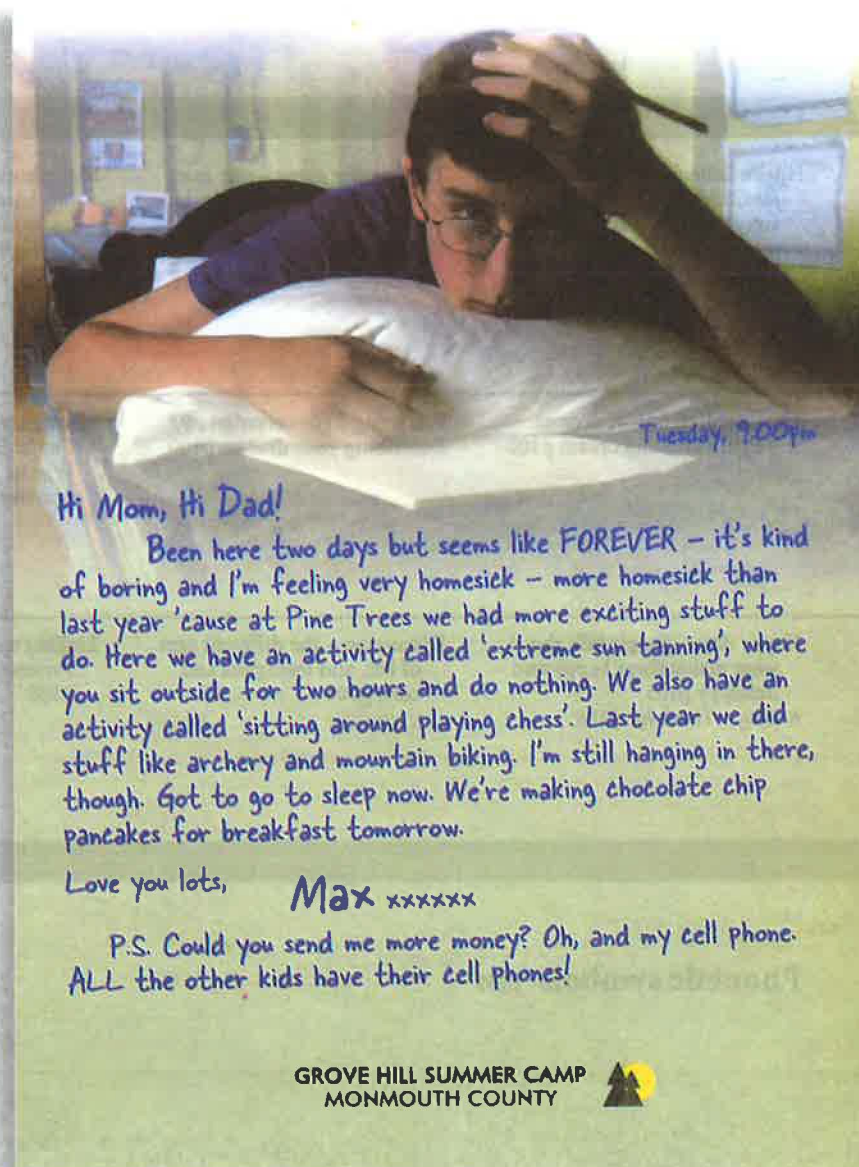 Tuesday, 9.00pm
Hi Mom, Hi Dad!
Been here two days but seems like FOREVER – it's kind
of boring and I'm feeling very homesick – more homesick than
last year 'cause at Pine Trees we had more exciting stuff to
do. Here we have an activity called 'extreme sun tanning', where
you sit outside for two hours and do nothing. We also have an
activity called 'sitting around playing chess'. Last year we did
stuff like archery and mountain biking. I'm still hanging in there,
though. Got to go to sleep now. We're making chocolate chip
pancakes for breakfast tomorrow.
Love you lots,
Max xxxxxx
P.S. Could you send me more money? Oh, and my cell phone.
ALL the other kids have their cell phones!
GROVE HILL SUMMER CAMP
MONMOUTH COUNTY